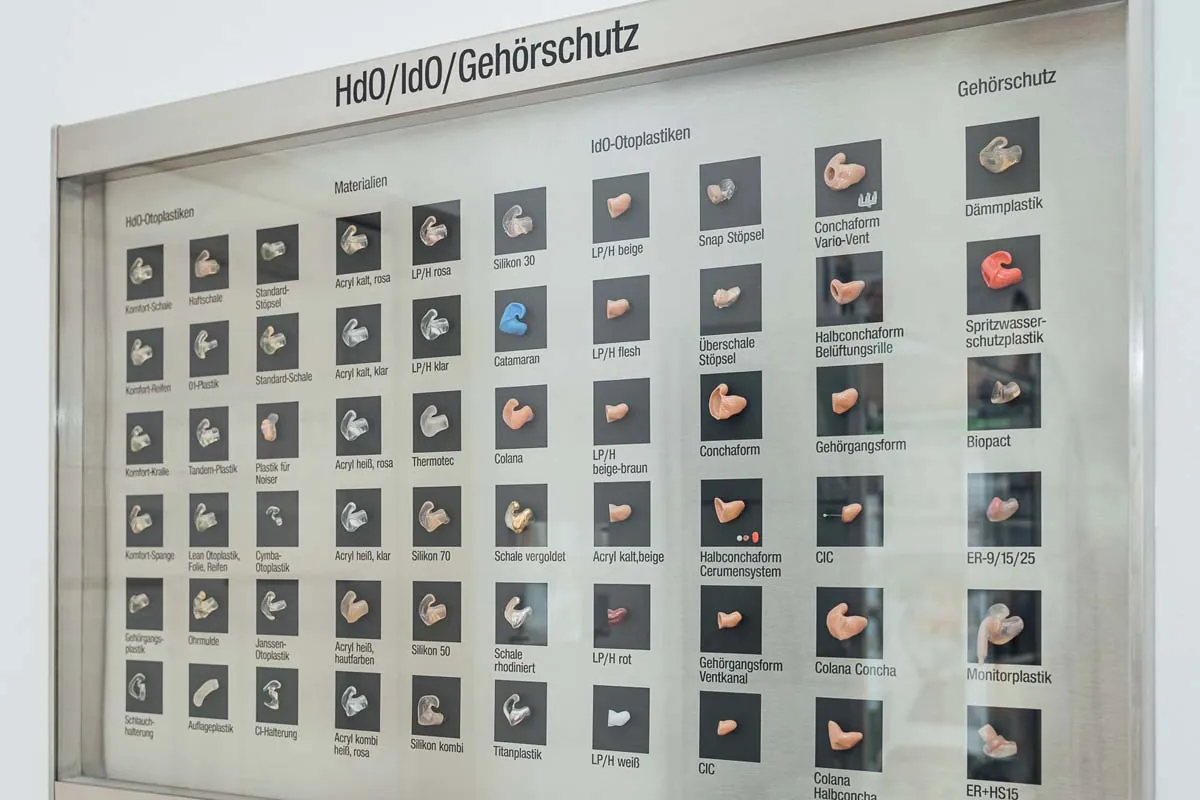 HdO/IdO/Gehörschutz
HdO-Otoplastiken
Komfort-Schale
Haftschale
Standard-
Stöpsel
Komfort-Reifen
01-Plastik
Standard-Schale
Komfort-Kralle
Tandem-Plastik
Plastik für
Noiser
Komfort-Spange
Lean Otoplastik,
Folie, Reifen
Cymba-
Otoplastik
Gehörgangs-
plastik
Ohrmulde
Janssen-
Otoplastik
Schlauch-
halterung
Auflageplastik
CI-Halterung
Materialien
Acryl kalt, rosa
LP/H rosa
Silikon 30
Acryl kalt, klar
LP/H klar
Catamaran
Acryl heiß, rosa
Thermotec
Colana
Acryl heiß, klar
Silikon 70
Schale vergoldet
Acryl heiß,
hautfarben
Silikon 50
Schale
rhodiniert
Acryl kombi
heiß, rosa
Silikon kombi
Titanplastik
IdO-Otoplastiken
LP/H beige
Snap Stöpsel
Conchaform
Vario-Vent
LP/H flesh
Überschale
Stöpsel
Halbconchaform
Belüftungsrille
LP/H
beige-braun
Conchaform
Gehörgangsform
Acryl kalt,beige
Halbconchaform
Cerumensystem
CIC
LP/H rot
Gehörgangsform
Ventkanal
Colana Concha
LP/H weiß
CIC
Colana
Halbconcha
Gehörschutz
Dämmplastik
Spritzwasser-
schutzplastik
Biopact
ER-9/15/25
Monitorplastik
ER+HS15